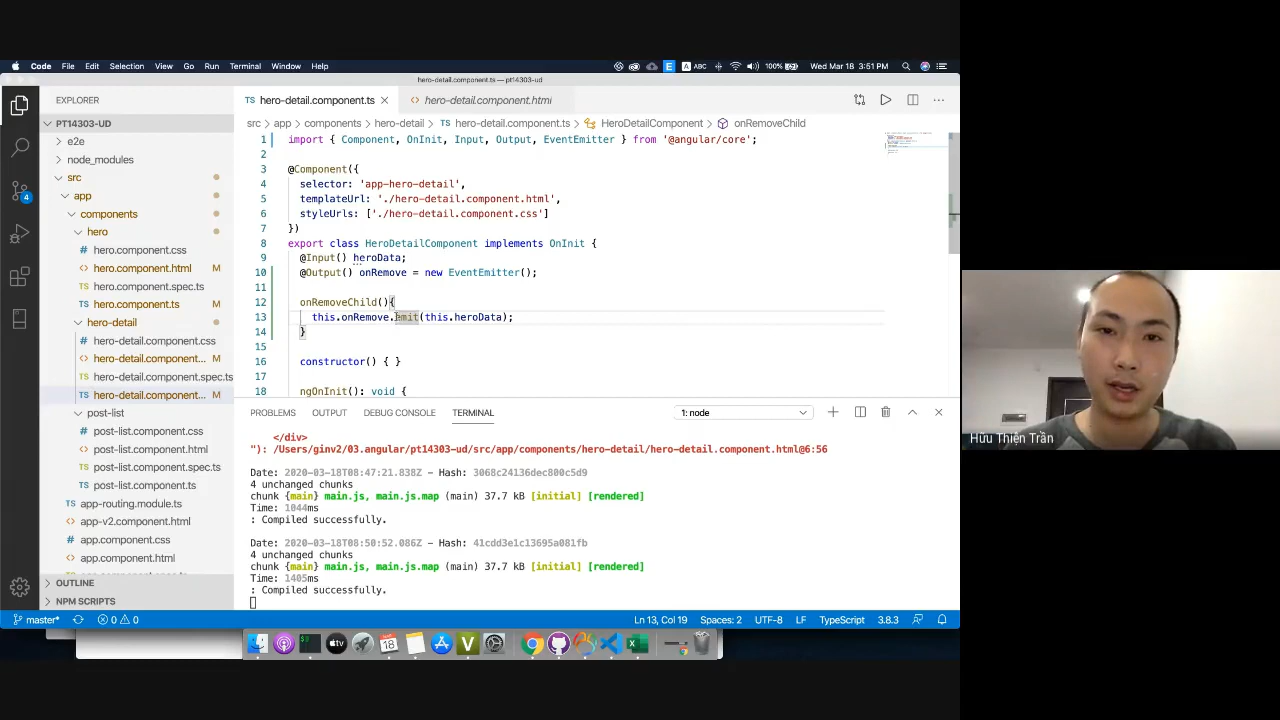 Code File Edit Selection View Go Run Terminal Window Help
ABC 100% Wed Mar 18 3:51 PM
hero-detail.component.ts — pt14303-ud
EXPLORER
hero-detail.component.ts
hero-detail.component.html
PT14303-UD
src > app > components > hero-detail > hero-detail.component.ts > HeroDetailComponent > onRemoveChild
e2e
node_modules
src
app
components
hero
hero.component.css
hero.component.html M
hero.component.spec.ts
hero.component.ts M
hero-detail
hero-detail.component.css
hero-detail.component... M
hero-detail.component.spec.ts
hero-detail.component... M
post-list
post-list.component.css
post-list.component.html
post-list.component.spec.ts
post-list.component.ts
app-routing.module.ts
app-v2.component.html
app.component.css
app.component.html
OUTLINE
NPM SCRIPTS
1 import { Component, OnInit, Input, Output, EventEmitter } from '@angular/core';
2
3 @Component({
4 selector: 'app-hero-detail',
5 templateUrl: './hero-detail.component.html',
6 styleUrls: ['./hero-detail.component.css']
7 })
8 export class HeroDetailComponent implements OnInit {
9 @Input() heroData;
10 @Output() onRemove = new EventEmitter();
11
12 onRemoveChild(){
13 this.onRemove.emit(this.heroData);
14 }
15
16 constructor() { }
17
18 ngOnInit(): void {
PROBLEMS OUTPUT DEBUG CONSOLE TERMINAL 1: node
</div>
"): /Users/ginv2/03.angular/pt14303-ud/src/app/components/hero-detail/hero-detail.component.html@6:56
Date: 2020-03-18T08:47:21.838Z - Hash: 3068c24136dec800c5d9
4 unchanged chunks
chunk {main} main.js, main.js.map (main) 37.7 kB [initial] [rendered]
Time: 1044ms
: Compiled successfully.
Date: 2020-03-18T08:50:52.086Z - Hash: 41cdd3e1c13695a081fb
4 unchanged chunks
chunk {main} main.js, main.js.map (main) 37.7 kB [initial] [rendered]
Time: 1405ms
: Compiled successfully.
master* 0 0 Ln 13, Col 19 Spaces: 2 UTF-8 LF TypeScript 3.8.3
Hữu Thiện Trần